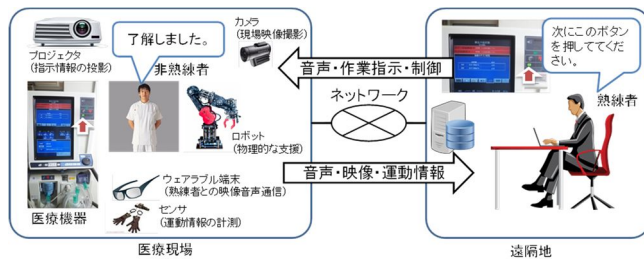 カメラ
(現場映像撮影)
了解しました。
プロジェクタ
(指示情報の投影)
非熟練者
ロボット
(物理的な支援)
ウェアラブル端末
(熟練者との映像音声通信)
センサ
(運動情報の計測)
医療機器
医療現場
音声・作業指示・制御
ネットワーク
音声・映像・運動情報
次にこのボタン
を押しててくだ
さい。
熟練者
遠隔地